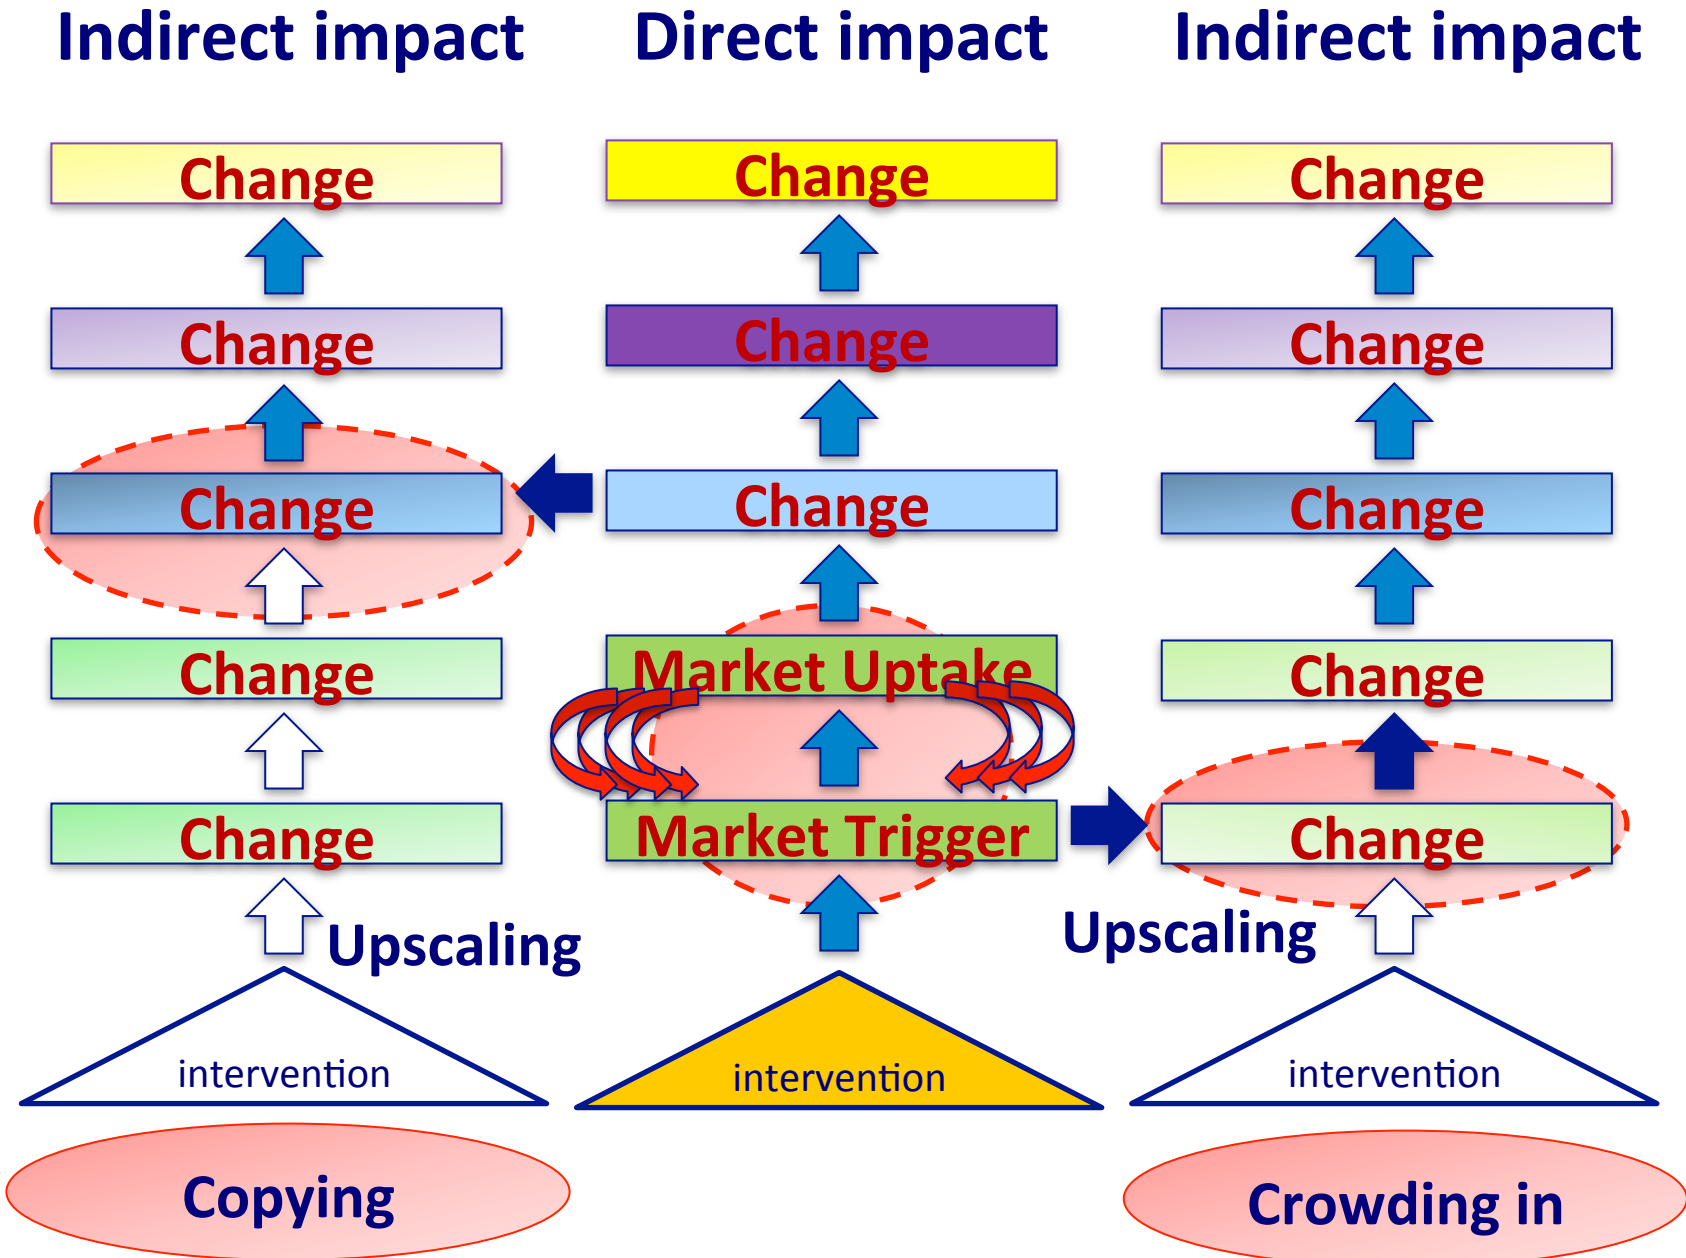 Indirect impact
Direct impact
Indirect impact
Change
Change
Change
Change
Change
Change
Change
Change
Change
Change
Market Uptake
Change
Change
Market Trigger
Change
Upscaling
Upscaling
intervention
intervention
intervention
Copying
Crowding in